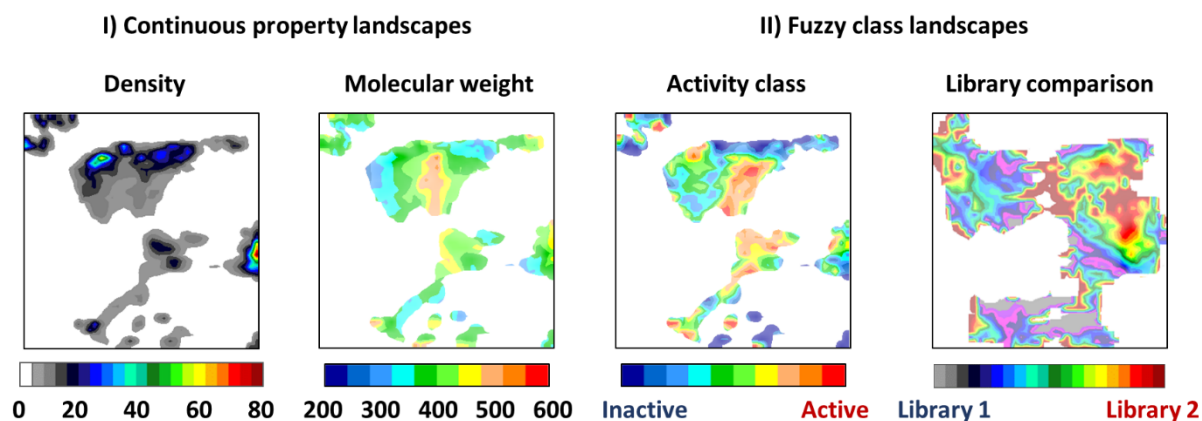 I) Continuous property landscapes
II) Fuzzy class landscapes
Density
Molecular weight
Activity class
Library comparison
0 20 40 60 80
200 300 400 500 600
Inactive Active
Library 1 Library 2